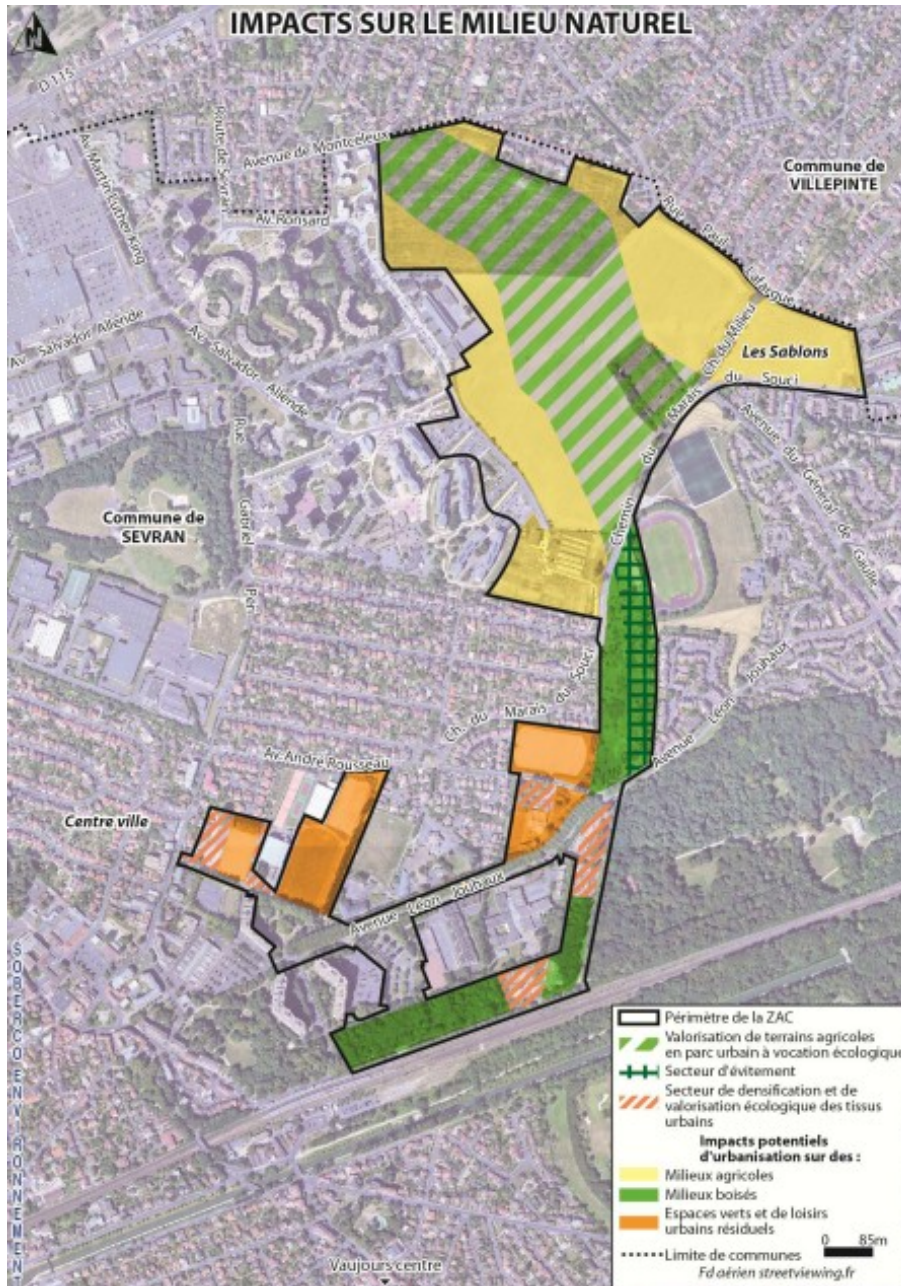 IMPACTS SUR LE MILIEU NATUREL
N
D 115
Avenue de Montceleux
Route de Sevran
Av. Martin Luther King
Av. Ronsard
Commune de
VILLEPINTE
Rue Paul Lafargue
Av. Salvador Allende
Av. Salvador Allende
Ch. du Milieu
Les Sablons
Chemin du Marais du Souci
Avenue du Général de Gaulle
Rue Gabriel Péri
Commune de
SEVRAN
Ch. du Marais du Souci
Avenue Léon Jouhaux
Av. André Rousseau
Centre ville
Avenue Léon Jouhaux
Périmètre de la ZAC
Valorisation de terrains agricoles
en parc urbain à vocation écologique
Secteur d'évitement
Secteur de densification et de
valorisation écologique des tissus
urbains
Impacts potentiels
d'urbanisation sur des :
Milieux agricoles
Milieux boisés
Espaces verts et de loisirs
urbains résiduels
Limite de communes
0 85m
Fd aérien streetviewing.fr
Vaujours centre